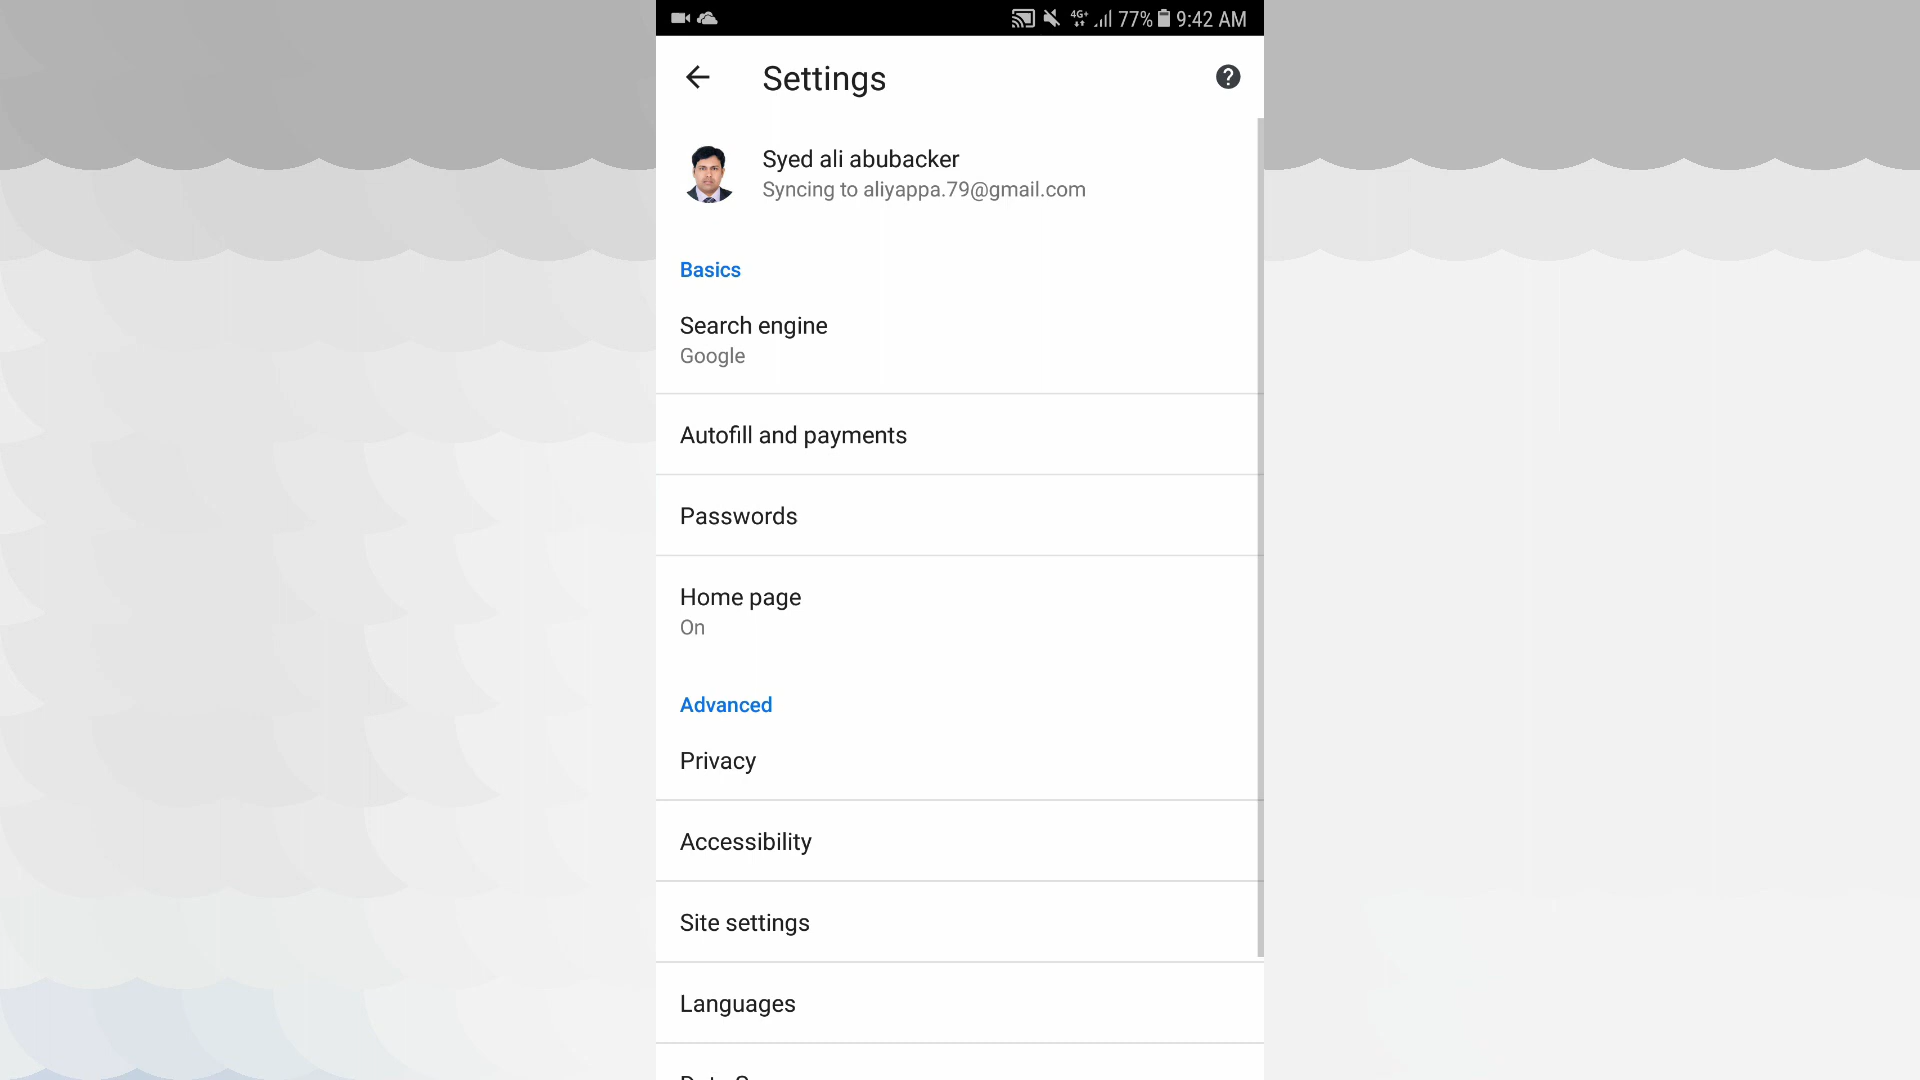 4G+ 77% 9:42 AM
Settings
Syed ali abubacker
Syncing to aliyappa.79@gmail.com
Basics
Search engine
Google
Autofill and payments
Passwords
Home page
On
Advanced
Privacy
Accessibility
Site settings
Languages